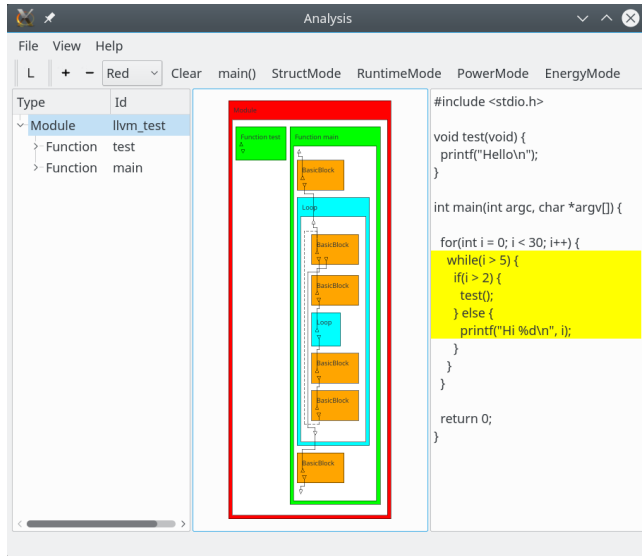 Analysis
File View Help
L + − Red Clear main() StructMode RuntimeMode PowerMode EnergyMode
Type Id
Module llvm_test
Function test
Function main
Module
Function test
Function main
BasicBlock
Loop
BasicBlock
BasicBlock
Loop
BasicBlock
BasicBlock
BasicBlock
#include <stdio.h>
void test(void) {
printf("Hello\n");
}
int main(int argc, char *argv[]) {
for(int i = 0; i < 30; i++) {
while(i > 5) {
if(i > 2) {
test();
} else {
printf("Hi %d\n", i);
}
}
}
return 0;
}